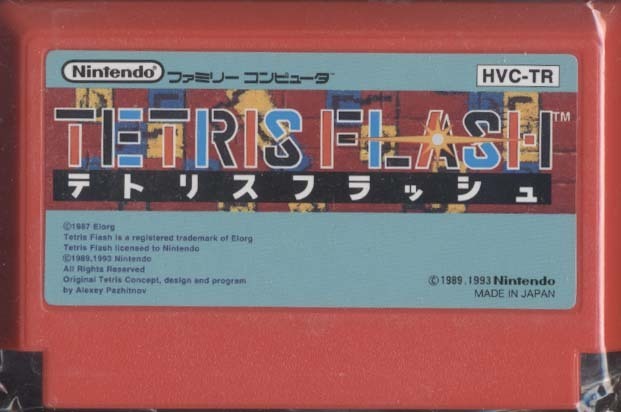 Nintendo ファミリー コンピュータ™
HVC-TR
TETRIS FLASH™
テトリスフラッシュ
©1987 Elorg
Tetris Flash is a registered trademark of Elorg
Tetris Flash licensed to Nintendo
©1989,1993 Nintendo
All Rights Reserved
Original Tetris Concept, design and program
by Alexey Pazhitnov
©1989,1993 Nintendo
MADE IN JAPAN